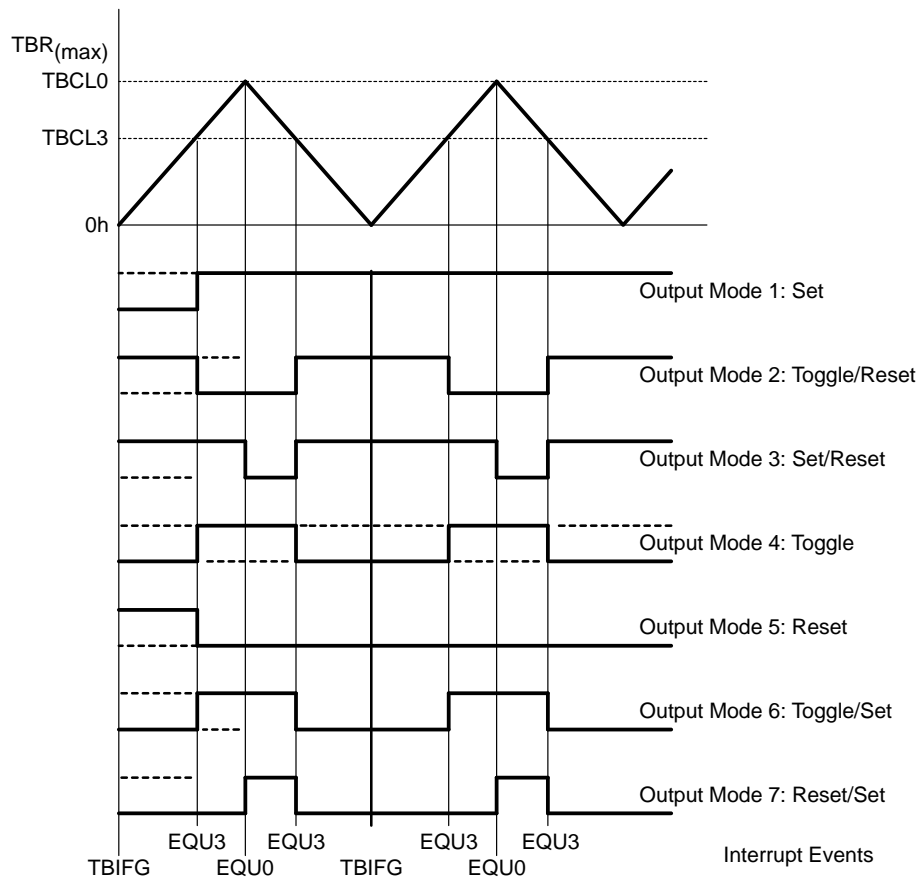 TBR(max)
TBCL0
TBCL3
0h
Output Mode 1: Set
Output Mode 2: Toggle/Reset
Output Mode 3: Set/Reset
Output Mode 4: Toggle
Output Mode 5: Reset
Output Mode 6: Toggle/Set
Output Mode 7: Reset/Set
EQU3 EQU3 EQU3 EQU3
TBIFG EQU0 TBIFG EQU0 Interrupt Events